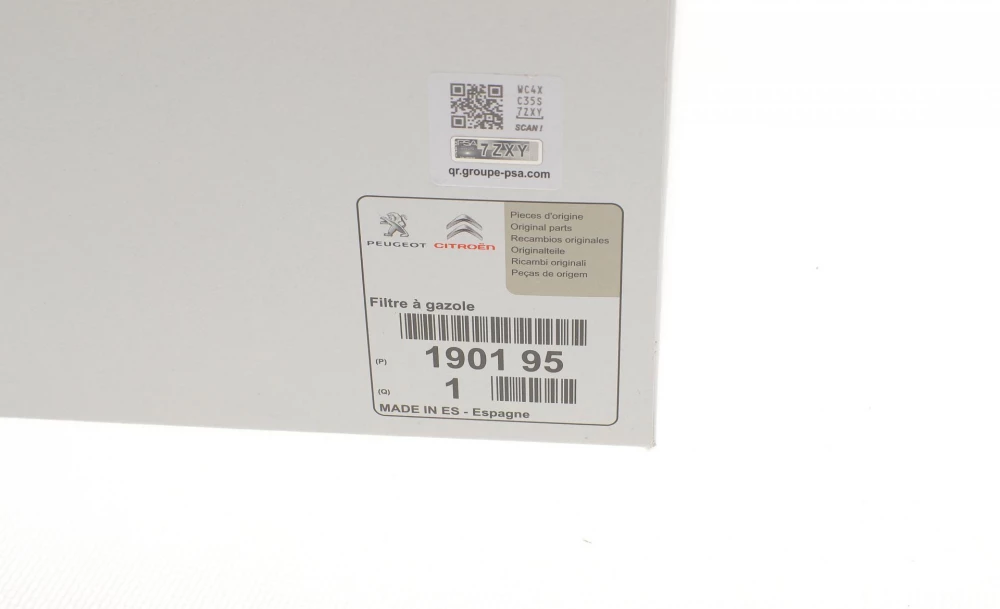 WC4X
C35S
7ZXY
SCAN!
PSA 7ZXY
qr.groupe-psa.com
PEUGEOT CITROËN
Pieces d'origine
Original parts
Recambios originales
Originalteile
Ricambi originali
Peças de origem
Filtre à gazole
(P) 1901 95
(Q) 1
MADE IN ES - Espagne